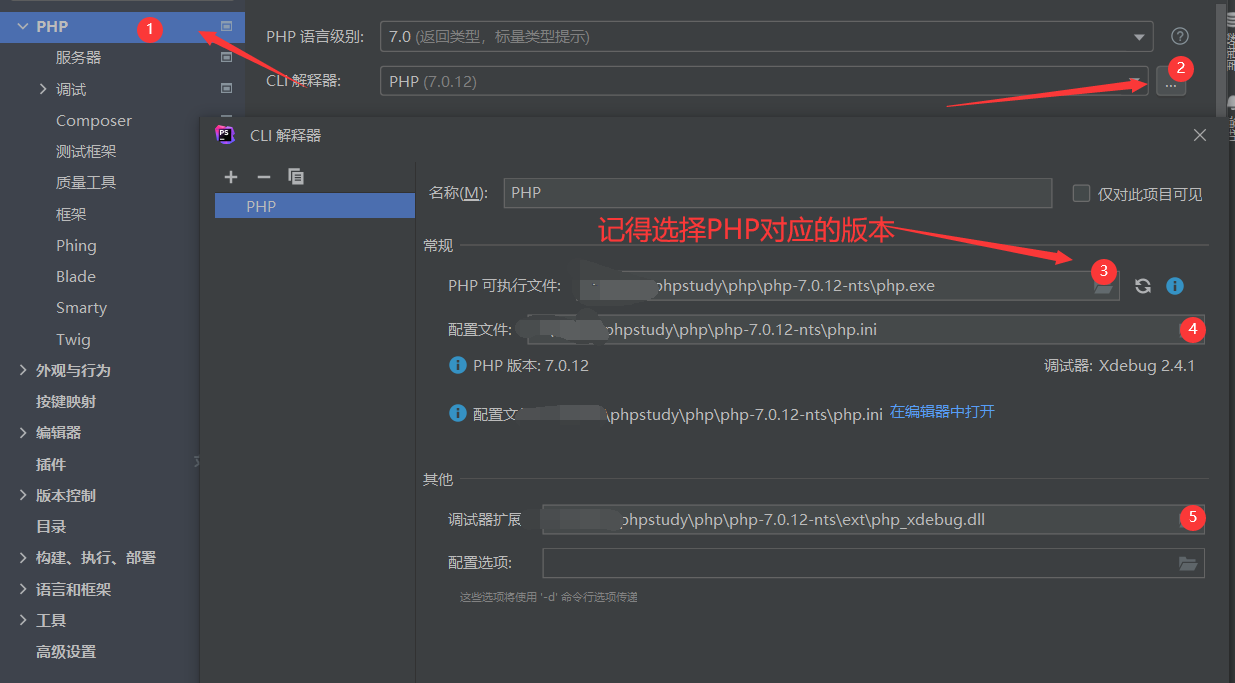 PHP
1
服务器
调试
Composer
测试框架
质量工具
框架
Phing
Blade
Smarty
Twig
外观与行为
按键映射
编辑器
插件
版本控制
目录
构建、执行、部署
语言和框架
工具
高级设置
PHP 语言级别:
7.0 (返回类型，标量类型提示)
CLI 解释器:
PHP (7.0.12)
...
2
PS
CLI 解释器
PHP
名称(M):
PHP
仅对此项目可见
记得选择PHP对应的版本
常规
PHP 可执行文件:
phpstudy\php\php-7.0.12-nts\php.exe
3
配置文件:
phpstudy\php\php-7.0.12-nts\php.ini
4
PHP 版本: 7.0.12
调试器: Xdebug 2.4.1
配置文
\phpstudy\php\php-7.0.12-nts\php.ini
在编辑器中打开
其他
调试器扩展
phpstudy\php\php-7.0.12-nts\ext\php_xdebug.dll
5
配置选项:
这些选项将使用 '-d' 命令行选项传递